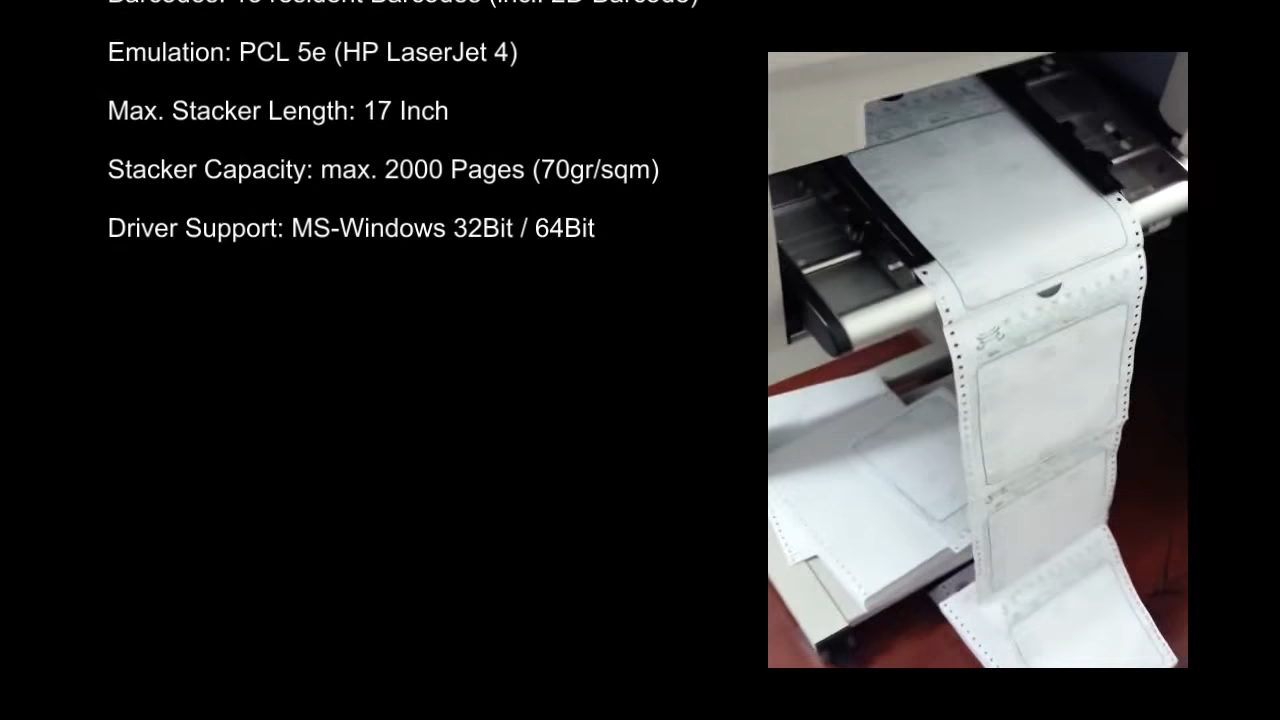 Emulation: PCL 5e (HP LaserJet 4)
Max. Stacker Length: 17 Inch
Stacker Capacity: max. 2000 Pages (70gr/sqm)
Driver Support: MS-Windows 32Bit / 64Bit